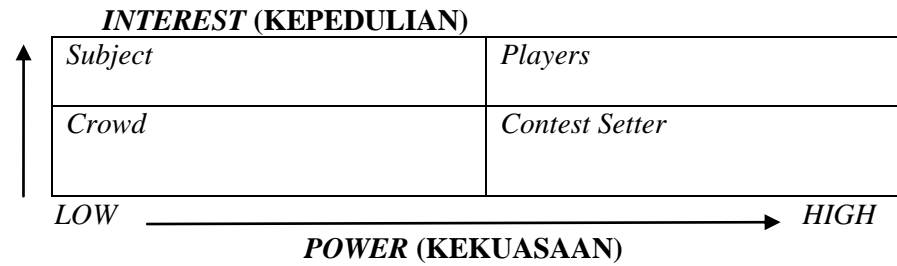 INTEREST (KEPEDULIAN)
Subject Players
Crowd Contest Setter
LOW HIGH
POWER (KEKUASAAN)